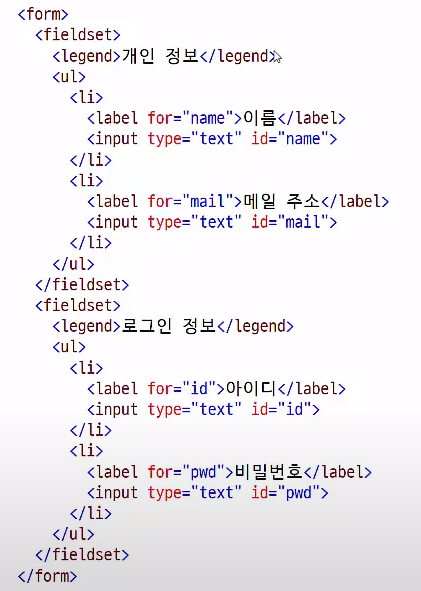 <form>
<fieldset>
<legend>개인 정보</legend>
<ul>
<li>
<label for="name">이름</label>
<input type="text" id="name">
</li>
<li>
<label for="mail">메일 주소</label>
<input type="text" id="mail">
</li>
</ul>
</fieldset>
<fieldset>
<legend>로그인 정보</legend>
<ul>
<li>
<label for="id">아이디</label>
<input type="text" id="id">
</li>
<li>
<label for="pwd">비밀번호</label>
<input type="text" id="pwd">
</li>
</ul>
</fieldset>
</form>